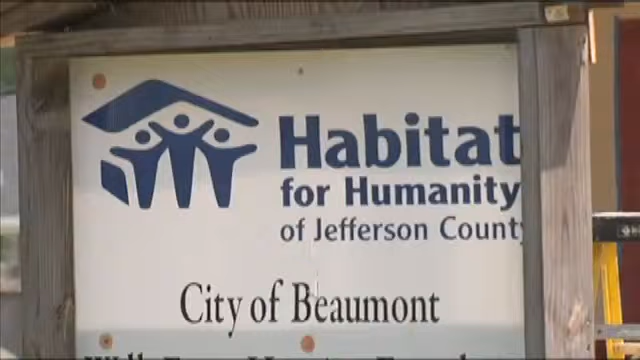 Habitat
for Humanity
of Jefferson County
City of Beaumont